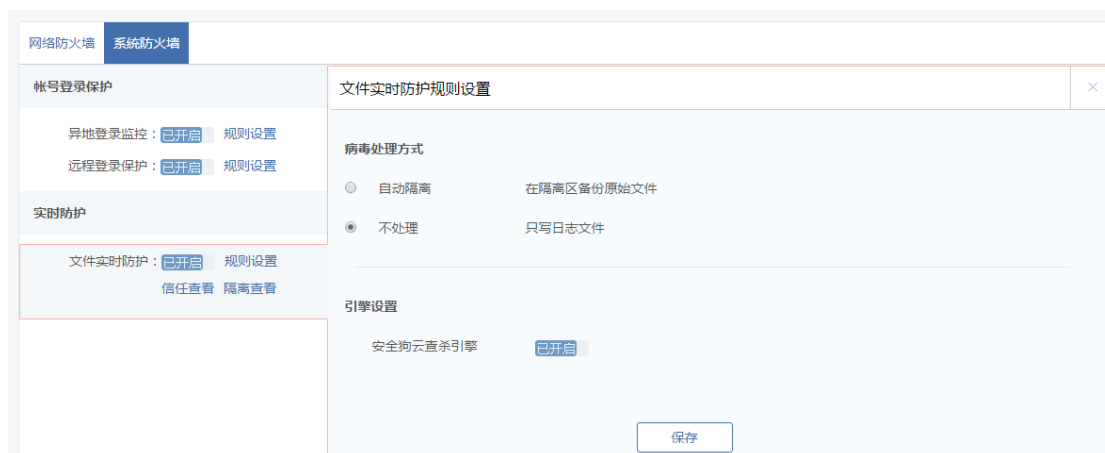 网络防火墙 系统防火墙
帐号登录保护
异地登录监控：已开启 规则设置
远程登录保护：已开启 规则设置
实时防护
文件实时防护：已开启 规则设置
信任查看 隔离查看
文件实时防护规则设置 ×
病毒处理方式
自动隔离 在隔离区备份原始文件
不处理 只写日志文件
引擎设置
安全狗云查杀引擎 已开启
保存